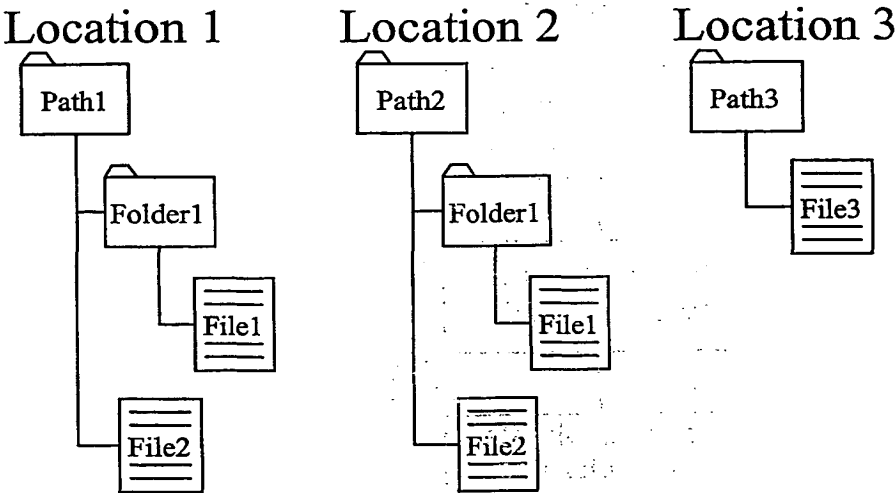 Location 1
Location 2
Location 3
Path1
Path2
Path3
Folder1
Folder1
File3
File1
File1
File2
File2